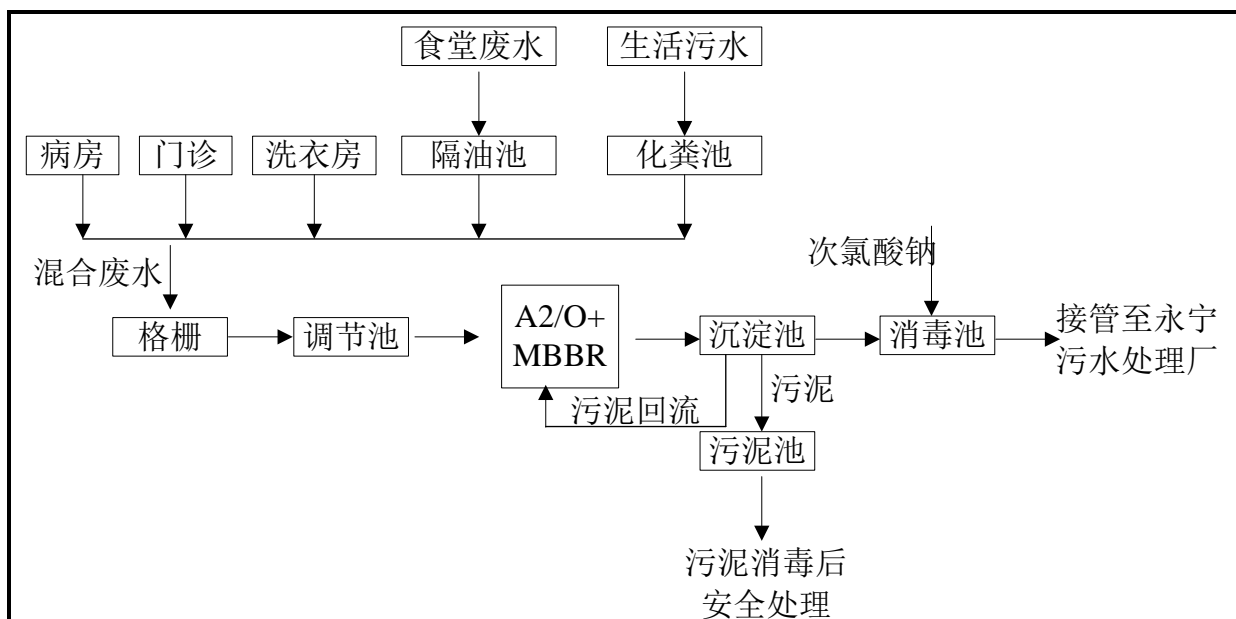 食堂废水
生活污水
病房
门诊
洗衣房
隔油池
化粪池
混合废水
次氯酸钠
格栅
调节池
A2/O+
MBBR
沉淀池
消毒池
接管至永宁
污水处理厂
污泥回流
污泥
污泥池
污泥消毒后
安全处理